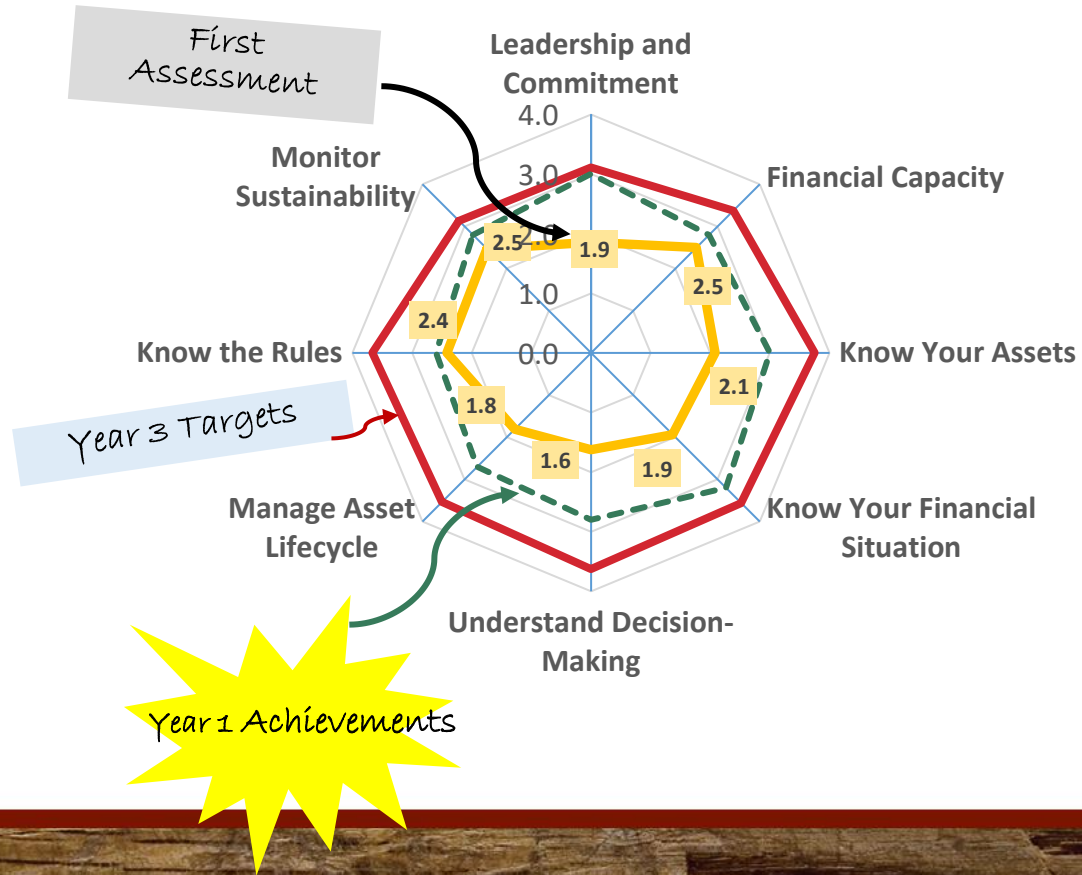 First
Assessment
Leadership and
Commitment
4.0
3.0
2.0
1.0
0.0
Monitor
Sustainability
Financial Capacity
2.5
1.9
2.5
2.4
Know the Rules
Know Your Assets
2.1
1.8
Year 3 Targets
1.6
1.9
Manage Asset
Lifecycle
Know Your Financial
Situation
Understand Decision-
Making
Year 1 Achievements